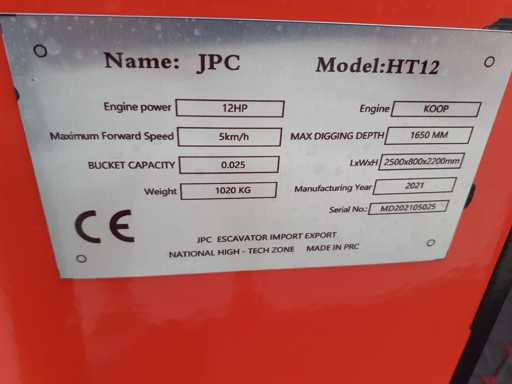 Name: JPC Model:HT12
Engine power 12HP Engine KOOP
Maximum Forward Speed 5km/h MAX DIGGING DEPTH 1650 MM
BUCKET CAPACITY 0.025 LxWxH 2500x800x2200mm
Weight 1020 KG Manufacturing Year 2021
Serial No.: MD202105025
CE
JPC ESCAVATOR IMPORT EXPORT
NATIONAL HIGH - TECH ZONE MADE IN PRC